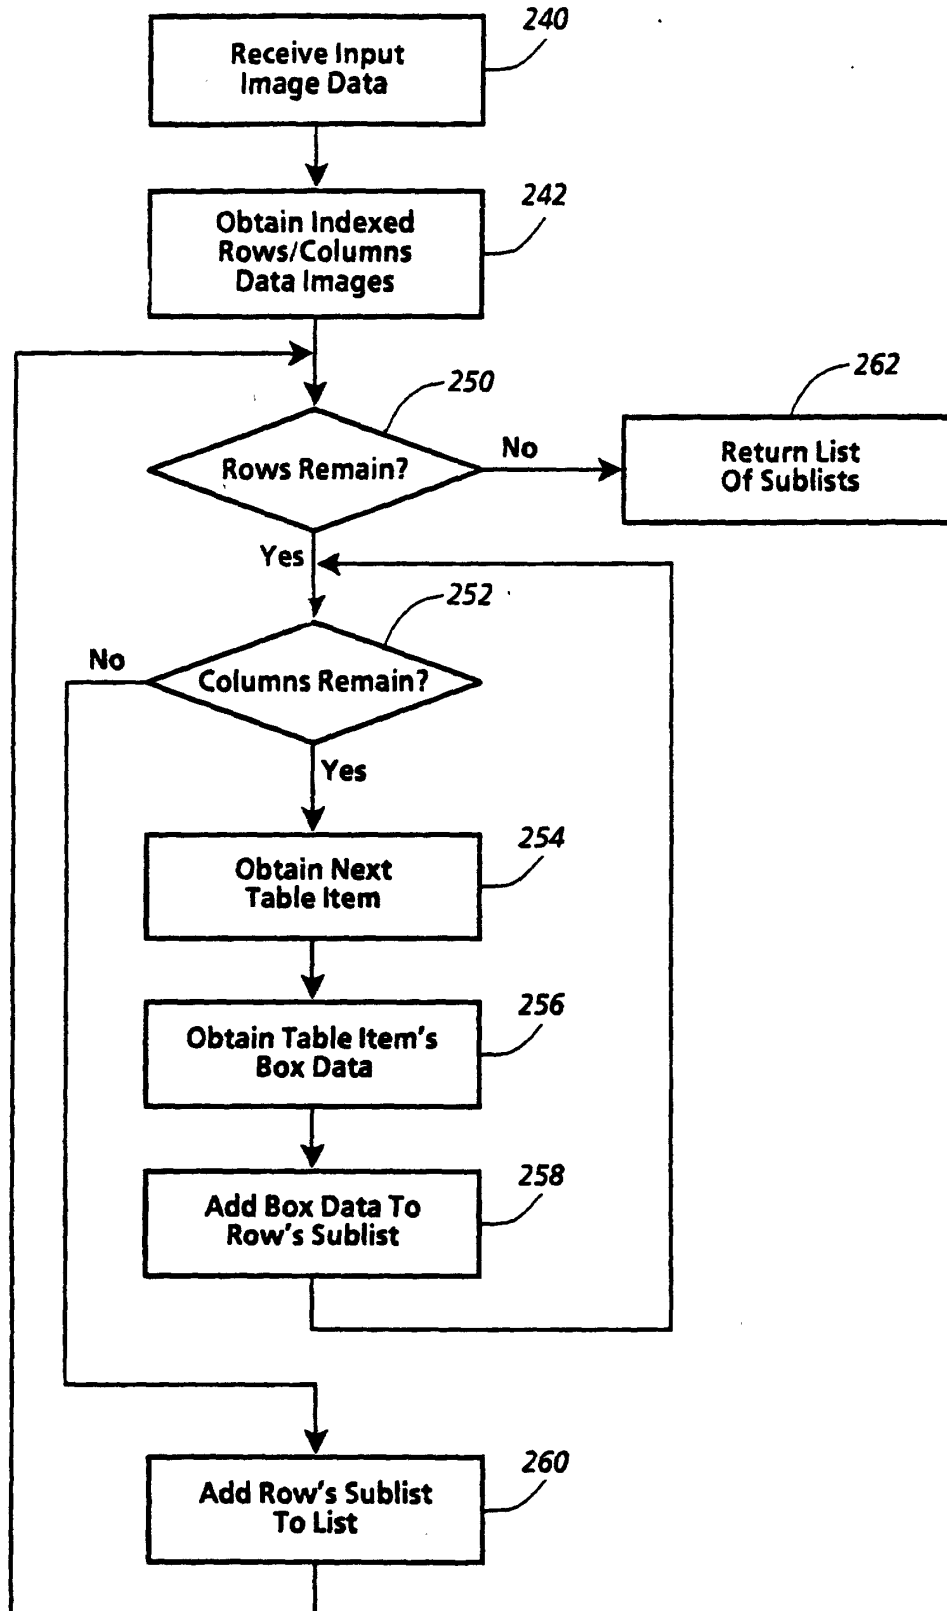 240
Receive Input
Image Data
242
Obtain Indexed
Rows/Columns
Data Images
250
262
Rows Remain?
No
Return List
Of Sublists
Yes
252
No
Columns Remain?
Yes
254
Obtain Next
Table Item
256
Obtain Table Item's
Box Data
258
Add Box Data To
Row's Sublist
260
Add Row's Sublist
To List